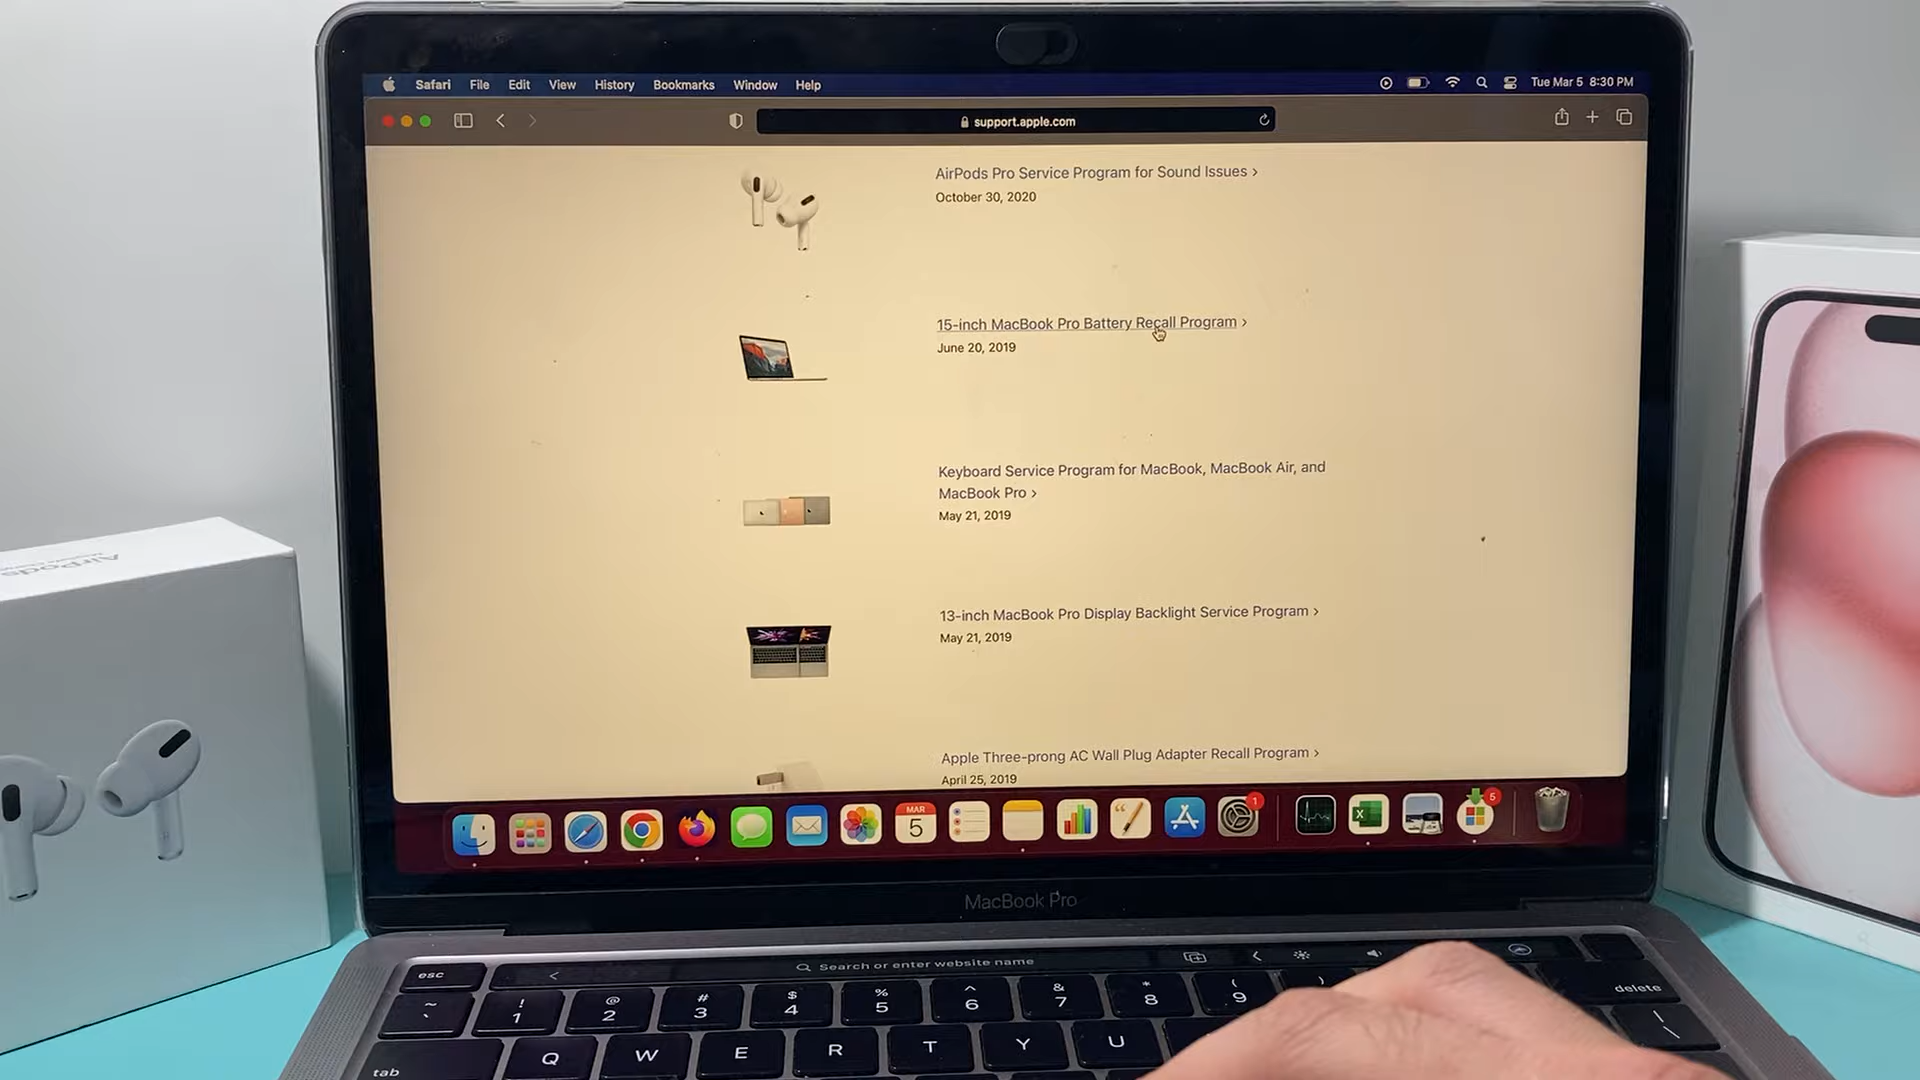 Safari File Edit View History Bookmarks Window Help
Tue Mar 5 8:30 PM
support.apple.com
AirPods Pro Service Program for Sound Issues >
October 30, 2020
15-inch MacBook Pro Battery Recall Program >
June 20, 2019
Keyboard Service Program for MacBook, MacBook Air, and
MacBook Pro >
May 21, 2019
13-inch MacBook Pro Display Backlight Service Program >
May 21, 2019
Apple Three-prong AC Wall Plug Adapter Recall Program >
April 25, 2019
MAR
5
1
5
MacBook Pro
AirPods
esc
Search or enter website name
~ ! @ # $ % ^ & * (
` 1 2 3 4 5 6 7 8 9
delete
tab Q W E R T Y U
| \